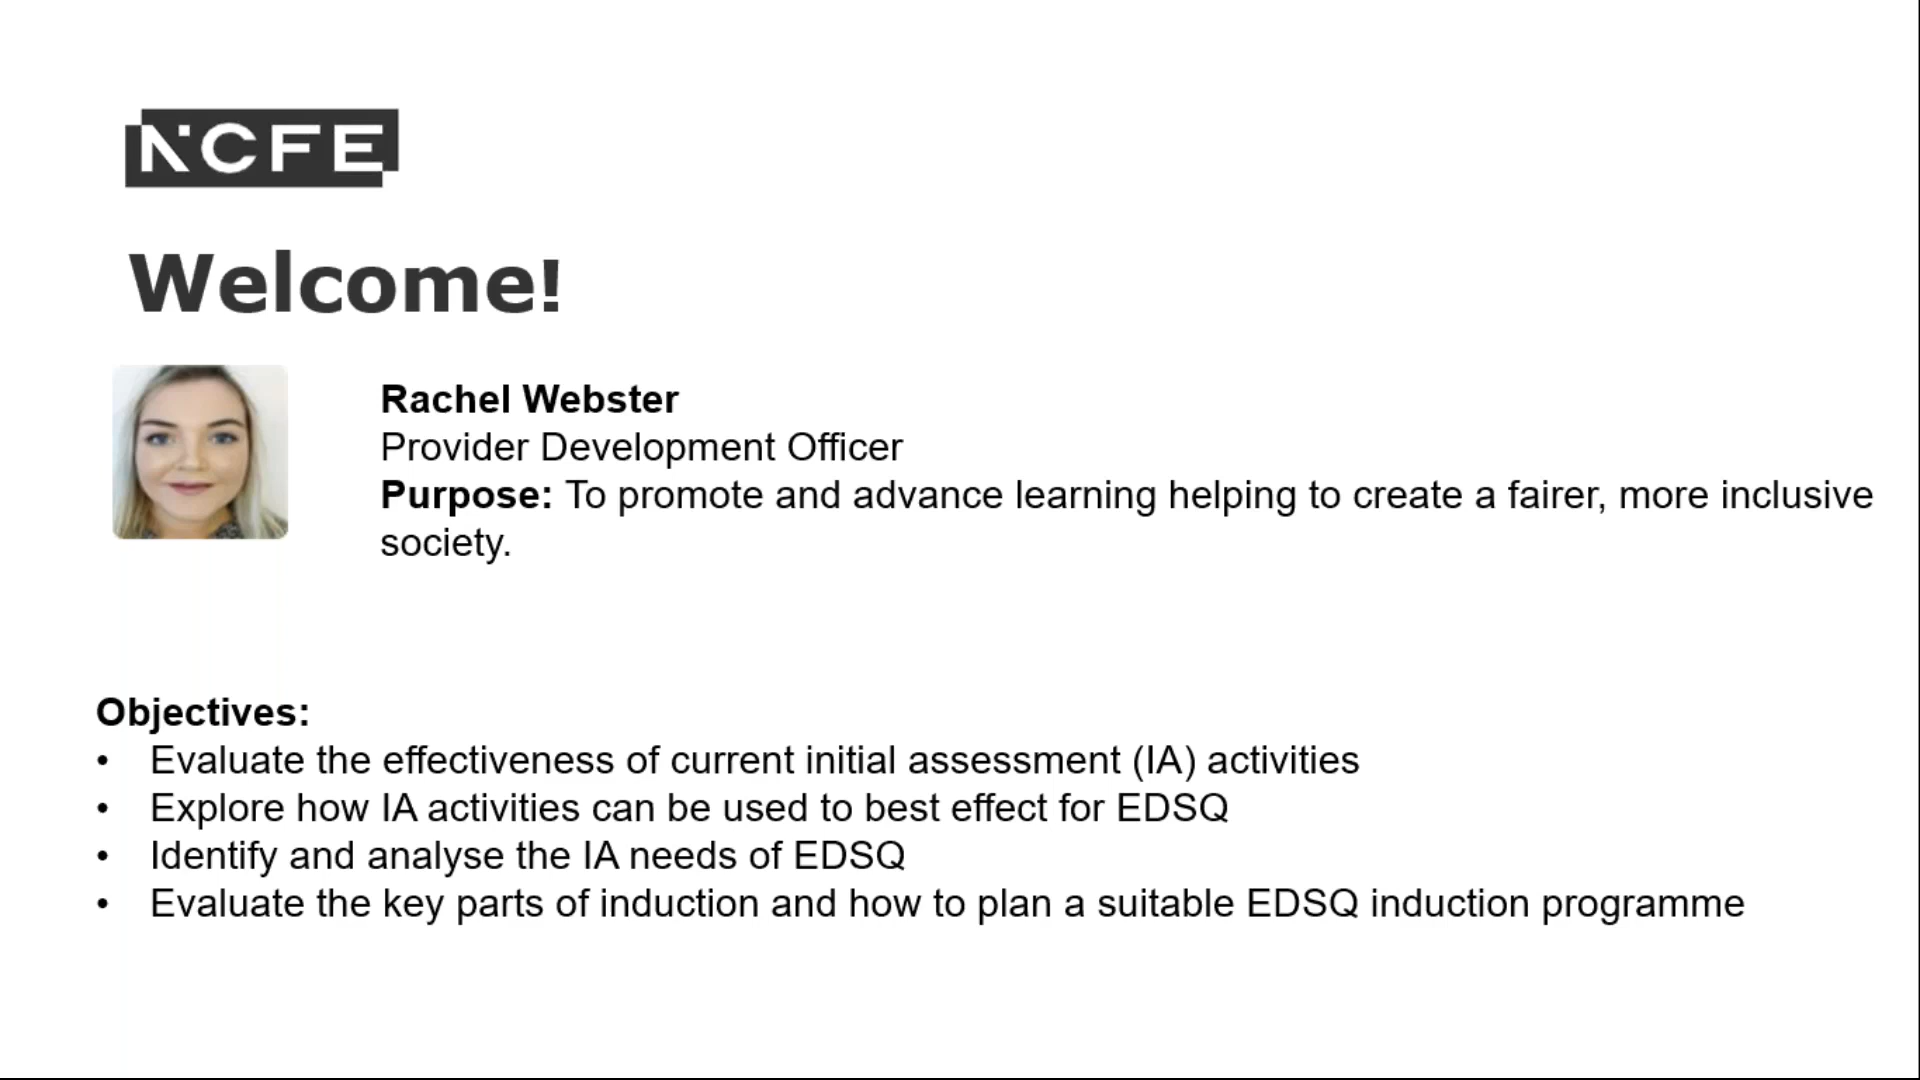 NCFE
Welcome!
Rachel Webster
Provider Development Officer
Purpose: To promote and advance learning helping to create a fairer, more inclusive
society.
Objectives:
• Evaluate the effectiveness of current initial assessment (IA) activities
• Explore how IA activities can be used to best effect for EDSQ
• Identify and analyse the IA needs of EDSQ
• Evaluate the key parts of induction and how to plan a suitable EDSQ induction programme